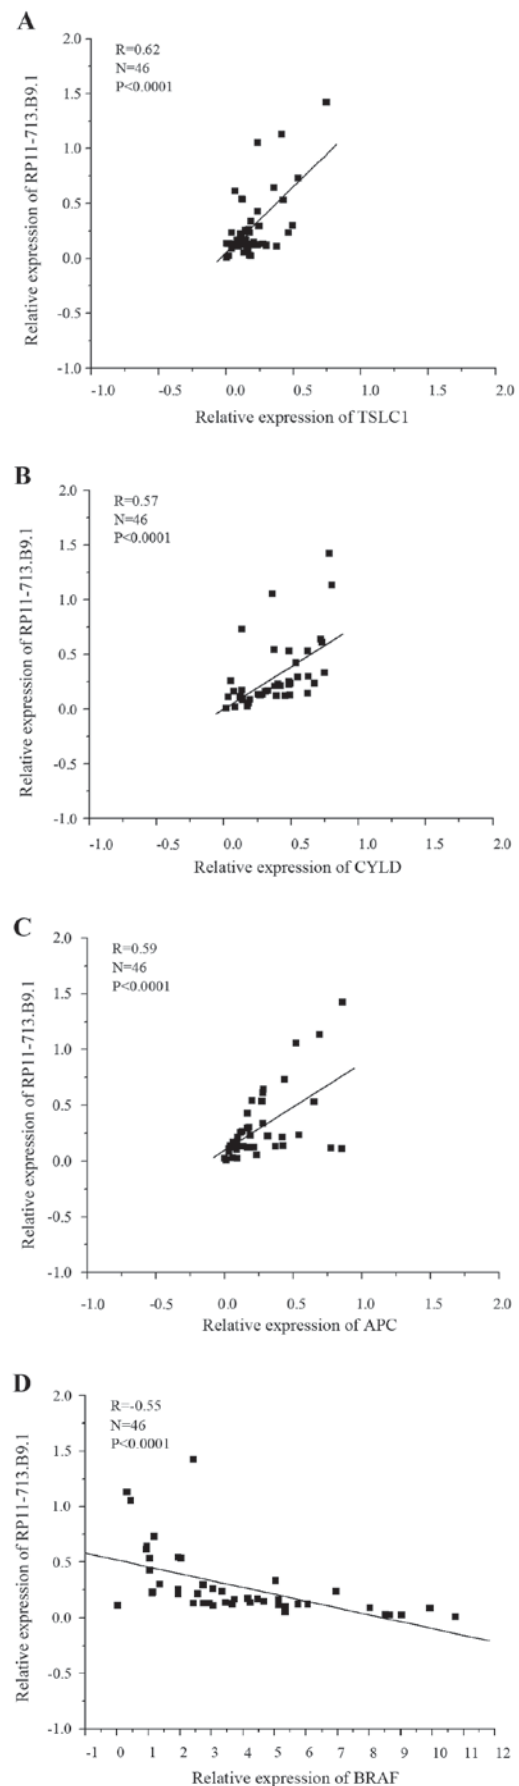 A
R=0.62
N=46
P<0.0001
Relative expression of RP11-713.B9.1
2.0
1.5
1.0
0.5
0.0
-0.5
-1.0
-1.0 -0.5 0.0 0.5 1.0 1.5 2.0
Relative expression of TSLC1
B
R=0.57
N=46
P<0.0001
Relative expression of RP11-713.B9.1
2.0
1.5
1.0
0.5
0.0
-0.5
-1.0
-1.0 -0.5 0.0 0.5 1.0 1.5 2.0
Relative expression of CYLD
C
R=0.59
N=46
P<0.0001
Relative expression of RP11-713.B9.1
2.0
1.5
1.0
0.5
0.0
-0.5
-1.0
-1.0 -0.5 0.0 0.5 1.0 1.5 2.0
Relative expression of APC
D
R=-0.55
N=46
P<0.0001
Relative expression of RP11-713.B9.1
2.0
1.5
1.0
0.5
0.0
-0.5
-1.0
-1 0 1 2 3 4 5 6 7 8 9 10 11 12
Relative expression of BRAF